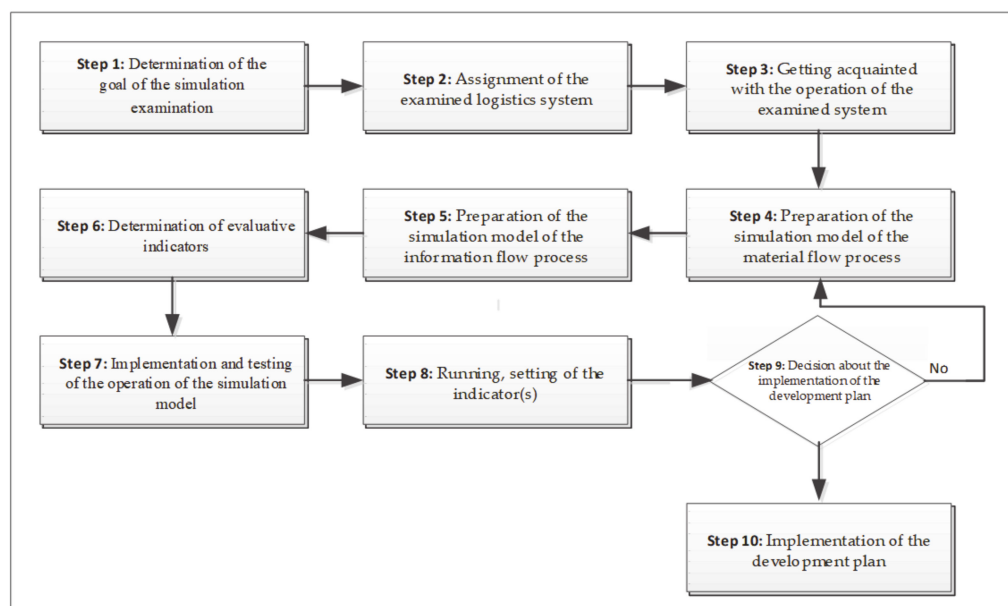 Step 1: Determination of the
goal of the simulation
examination
Step 2: Assignment of the
examined logistics system
Step 3: Getting acquainted
with the operation of the
examined system
Step 4: Preparation of the
simulation model of the
material flow process
Step 5: Preparation of the
simulation model of the
information flow process
Step 6: Determination of evaluative
indicators
Step 7: Implementation and testing
of the operation of the simulation
model
Step 8: Running, setting of the
indicator(s)
Step 9: Decision about the
implementation of the
development plan
No
Step 10: Implementation of the
development plan